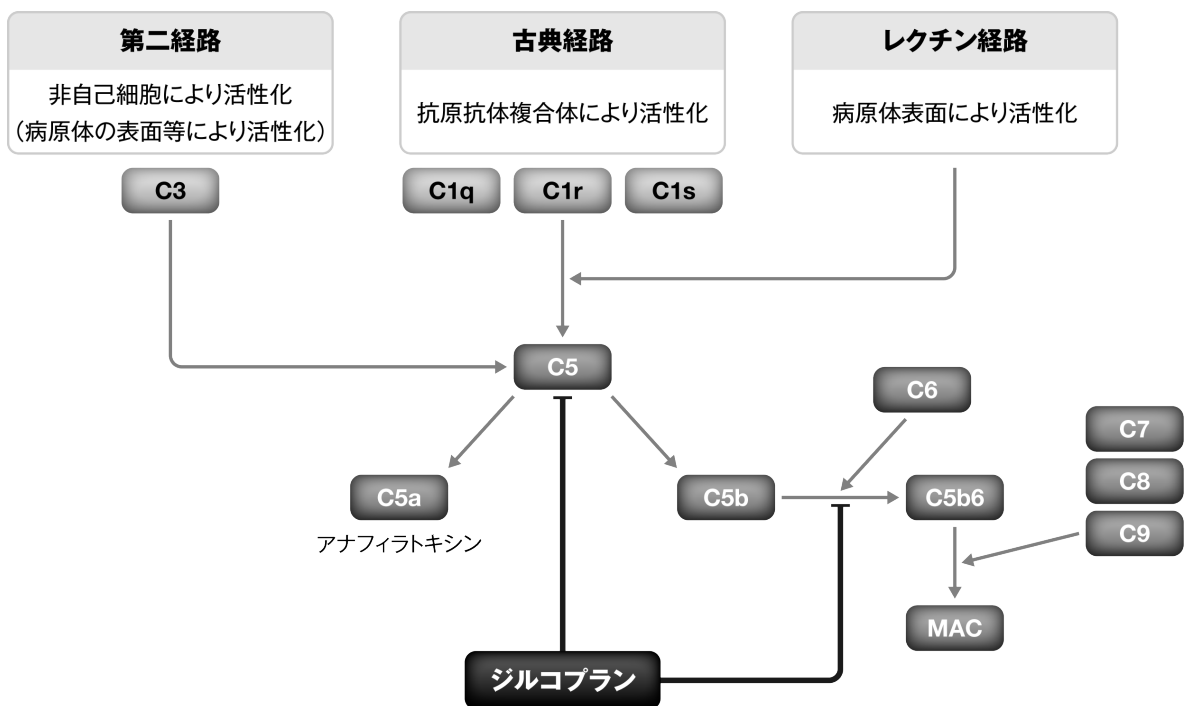 第二経路
非自己細胞により活性化
（病原体の表面等により活性化）
古典経路
抗原抗体複合体により活性化
レクチン経路
病原体表面により活性化
C3
C1q
C1r
C1s
C5
C6
C7
C8
C9
C5a
アナフィラトキシン
C5b
C5b6
MAC
ジルコプラン